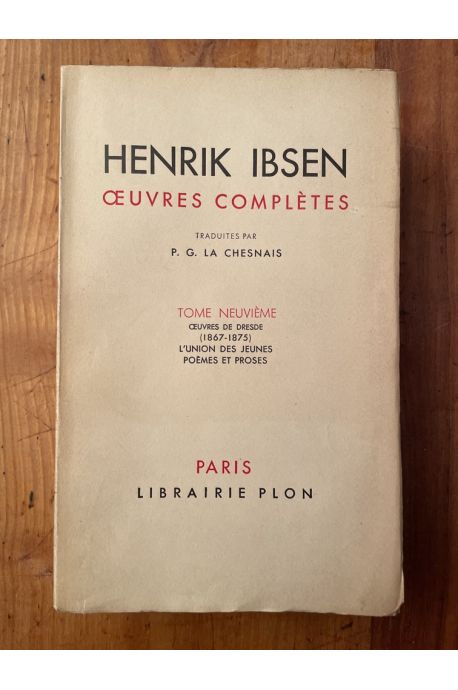 HENRIK IBSEN
ŒUVRES COMPLÈTES
TRADUITES PAR
P. G. LA CHESNAIS
TOME NEUVIÈME
ŒUVRES DE DRESDE
(1867-1875)
L'UNION DES JEUNES
POÈMES ET PROSES
PARIS
LIBRAIRIE PLON